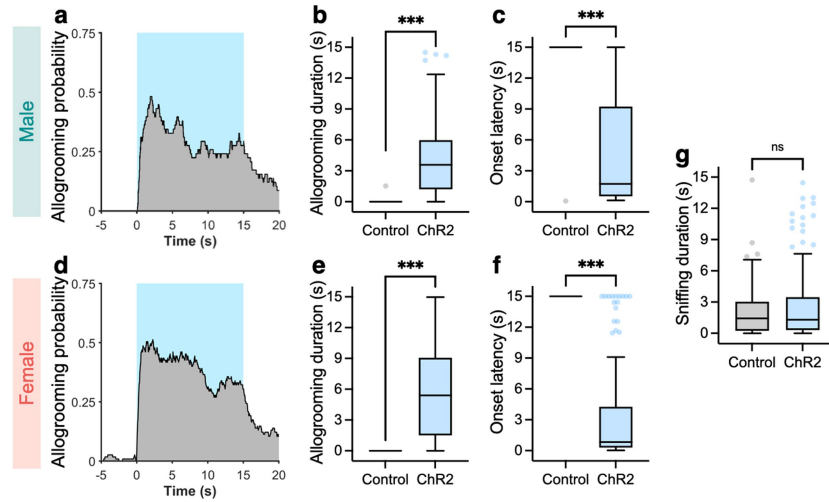 Male
a
Allogrooming probability
0.75
0.5
0.25
0
-5
0
5
10
15
20
Time (s)
b
Allogrooming duration (s)
***
15
12
9
6
3
0
Control
ChR2
c
Onset latency (s)
***
15
12
9
6
3
0
Control
ChR2
Female
d
Allogrooming probability
0.75
0.50
0.25
0
-5
0
5
10
15
20
Time (s)
e
Allogrooming duration (s)
***
15
12
9
6
3
0
Control
ChR2
f
Onset latency (s)
***
15
12
9
6
3
0
Control
ChR2
g
Sniffing duration (s)
ns
15
12
9
6
3
0
Control
ChR2